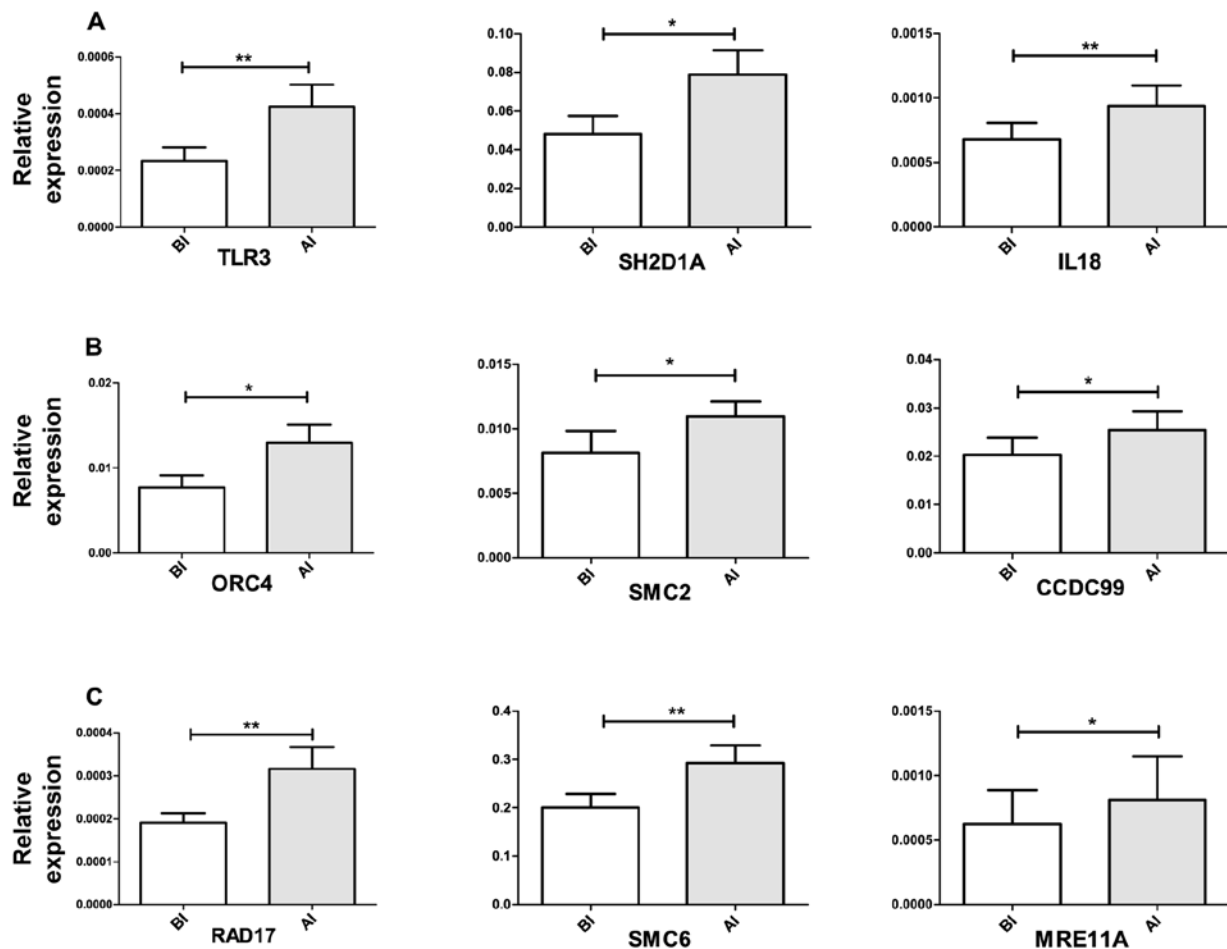 A
Relative expression
0.0006
0.0004
0.0002
0.0000
**
BI
AI
TLR3
0.10
0.08
0.06
0.04
0.02
0.00
*
BI
AI
SH2D1A
0.0015
0.0010
0.0005
0.0000
**
BI
AI
IL18
B
Relative expression
0.02
0.01
0.00
*
BI
AI
ORC4
0.015
0.010
0.005
0.000
*
BI
AI
SMC2
0.04
0.03
0.02
0.01
0.00
*
BI
AI
CCDC99
C
Relative expression
0.0004
0.0003
0.0002
0.0001
0.0000
**
BI
AI
RAD17
0.4
0.3
0.2
0.1
0.0
**
BI
AI
SMC6
0.0015
0.0010
0.0005
0.0000
*
BI
AI
MRE11A